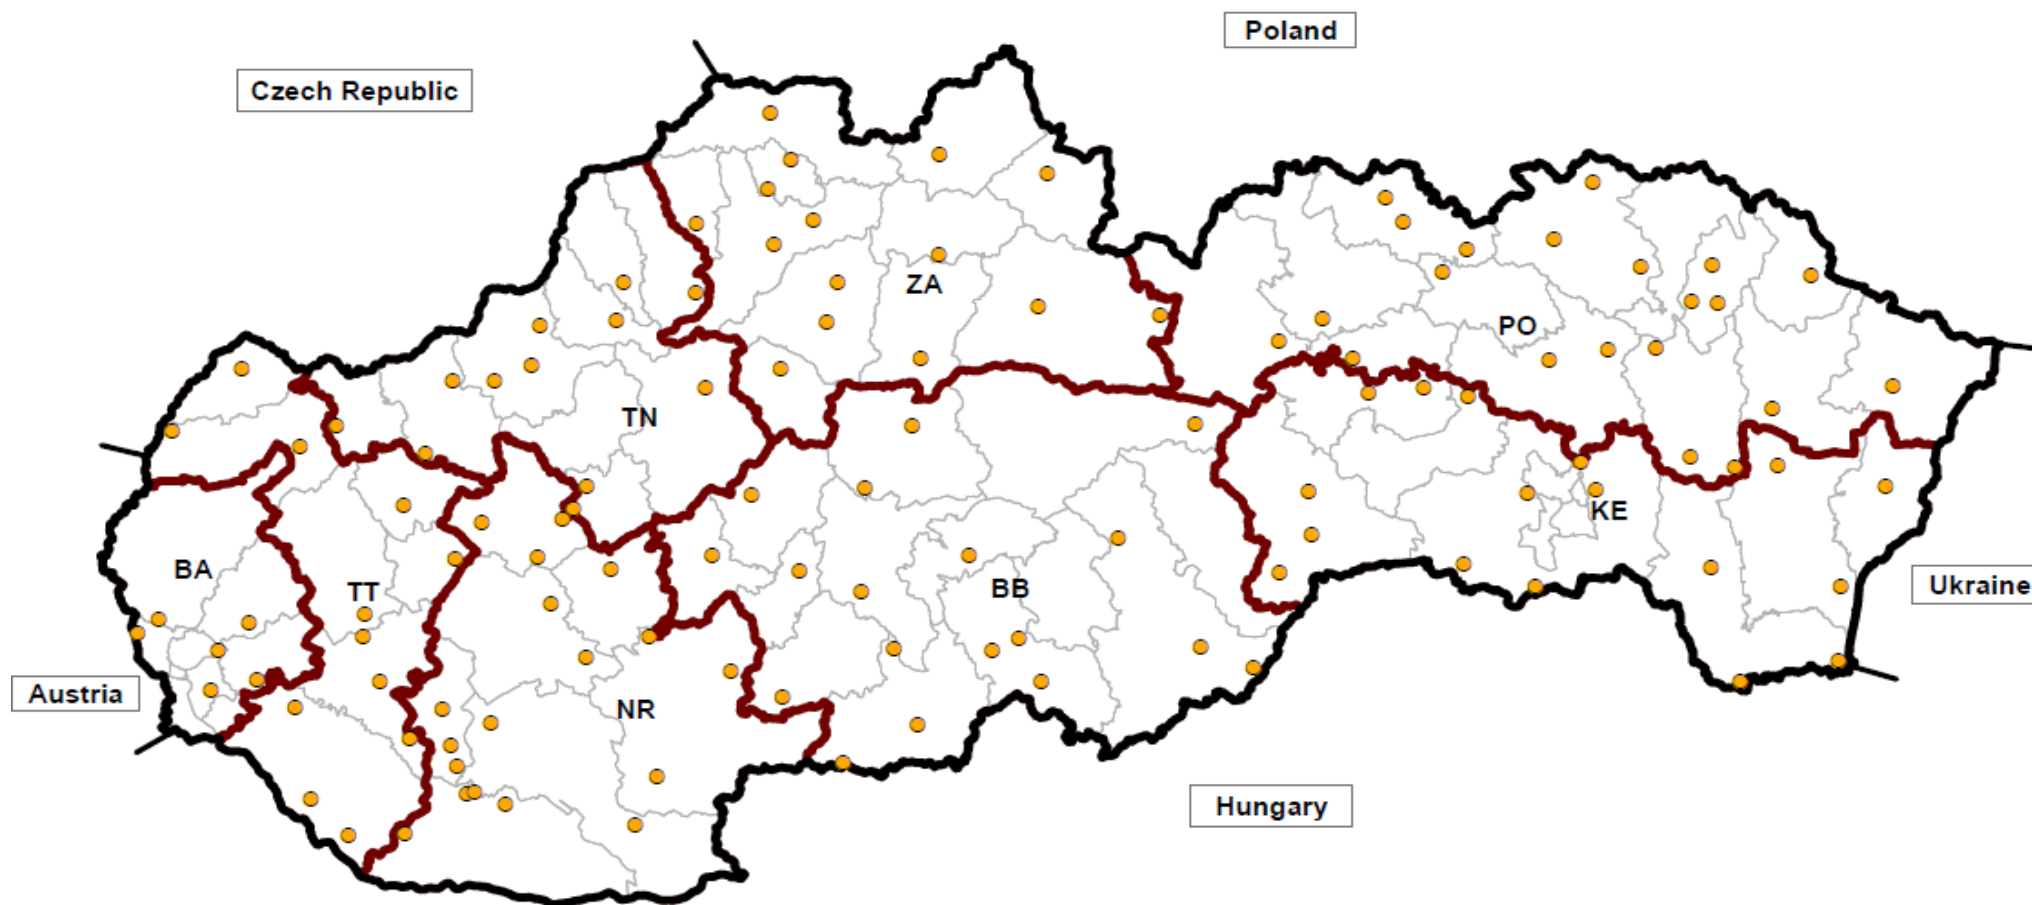 Poland
Czech Republic
ZA
PO
TN
KE
BA
TT
BB
Ukraine
Austria
NR
Hungary